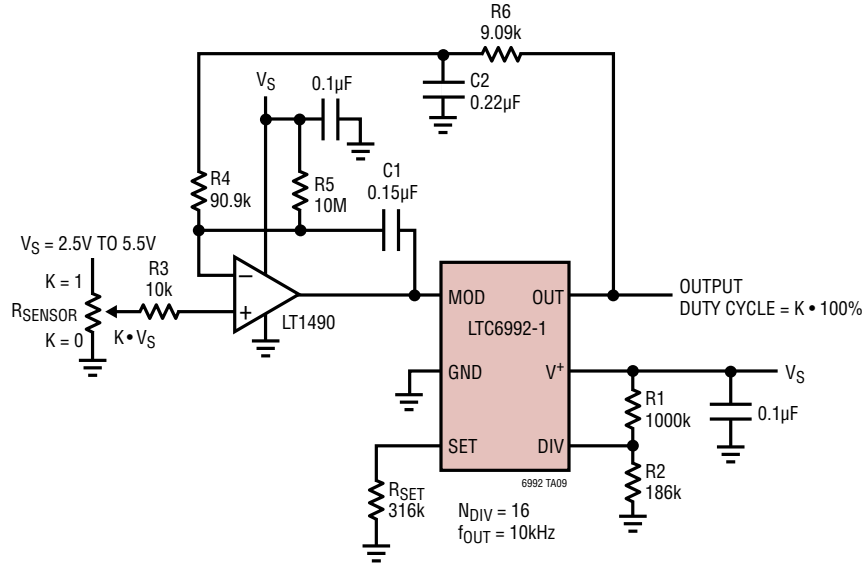 R6
9.09k
C2
0.22µF
VS
0.1µF
R4
90.9k
R5
10M
C1
0.15µF
VS = 2.5V TO 5.5V
K = 1
RSENSOR
K = 0
R3
10k
K • VS
−
+
LT1490
MOD
OUT
LTC6992-1
GND
V+
SET
DIV
OUTPUT
DUTY CYCLE = K • 100%
VS
R1
1000k
0.1µF
R2
186k
6992 TA09
RSET
316k
NDIV = 16
fOUT = 10kHz